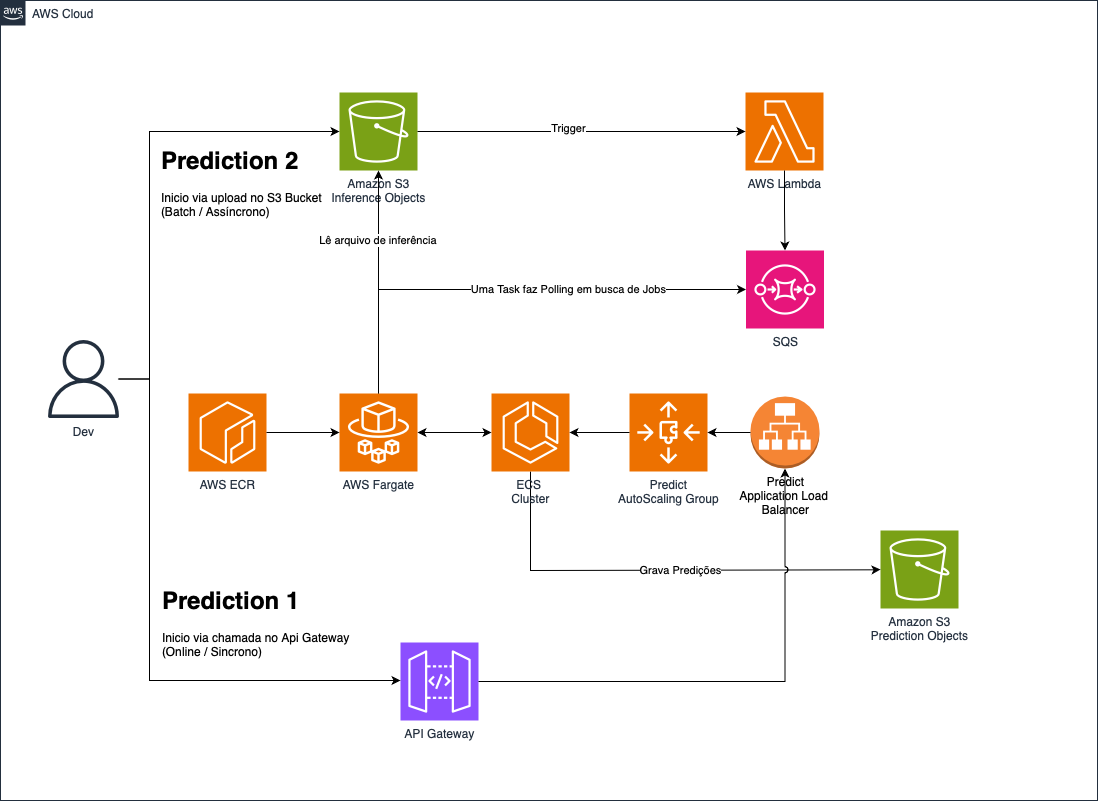 aws
AWS Cloud
Trigger
Prediction 2
Amazon S3
Inference Objects
AWS Lambda
Inicio via upload no S3 Bucket
(Batch / Assíncrono)
Lê arquivo de inferência
Uma Task faz Polling em busca de Jobs
SQS
Dev
AWS ECR
AWS Fargate
ECS
Cluster
Predict
AutoScaling Group
Predict
Application Load
Balancer
Grava Predições
Prediction 1
Amazon S3
Prediction Objects
Inicio via chamada no Api Gateway
(Online / Sincrono)
</>
API Gateway